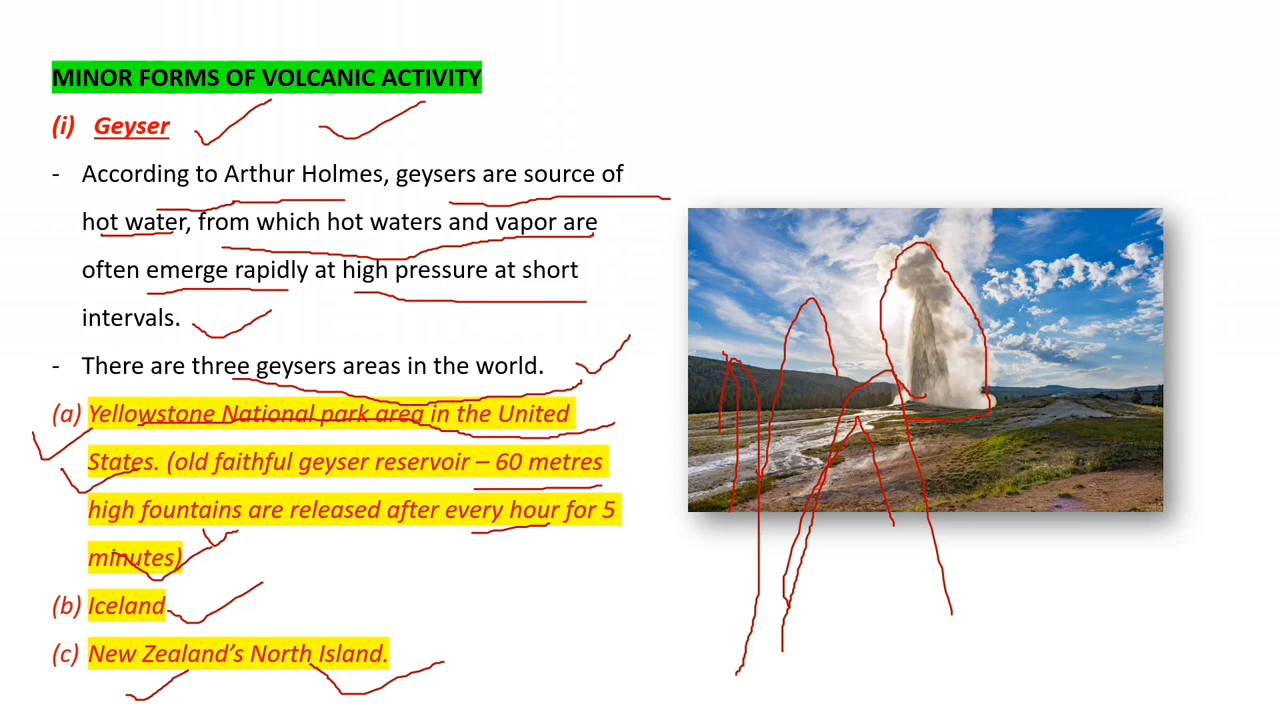 MINOR FORMS OF VOLCANIC ACTIVITY
(i) Geyser
- According to Arthur Holmes, geysers are source of
hot water, from which hot waters and vapor are
often emerge rapidly at high pressure at short
intervals.
- There are three geysers areas in the world.
(a) Yellowstone National park area in the United
States. (old faithful geyser reservoir – 60 metres
high fountains are released after every hour for 5
minutes)
(b) Iceland
(c) New Zealand’s North Island.